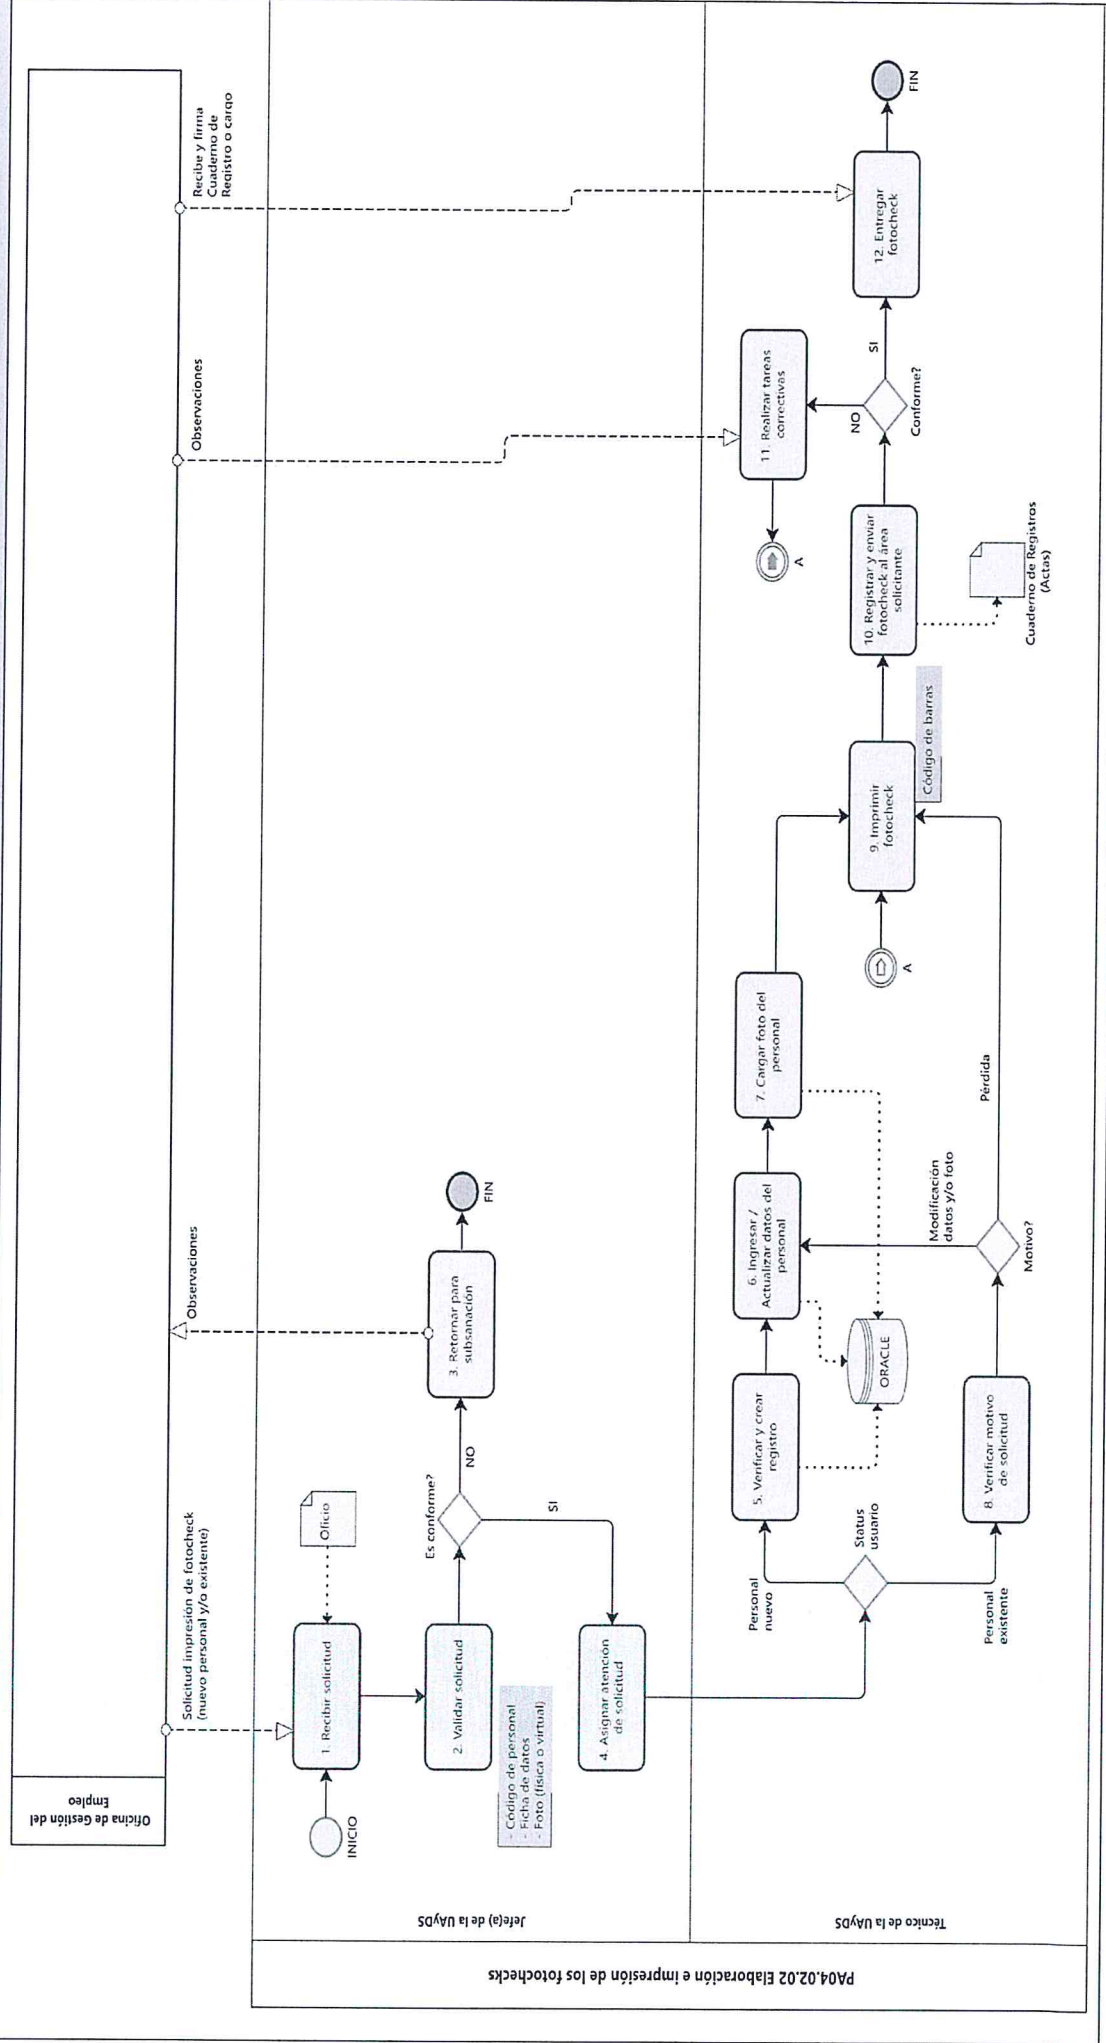 Oficina de Gestión del
Empleo
PA04.02.02 Elaboración e impresión de los fotochecks
Jefe(a) de la UAyDS
Técnico de la UAyDS
Solicitud impresión de fotocheck
(nuevo personal y/o existente)
Observaciones
Observaciones
Recibe y firma
Cuaderno de
Registro o cargo
INICIO
1. Recibir solicitud
Oficio
2. Validar solicitud
- Código de personal
- Ficha de datos
- Foto (física o virtual)
Es conforme?
NO
SI
3. Retornar para
subsanación
FIN
4. Asignar atención
de solicitud
Status
usuario
Personal
nuevo
Personal
existente
5. Verificar y crear
registro
6. Ingresar /
Actualizar datos del
personal
7. Cargar foto del
personal
ORACLE
8. Verificar motivo
de solicitud
Motivo?
Modificación
datos y/o foto
Pérdida
A
9. Imprimir
fotocheck
Código de barras
10. Registrar y enviar
fotocheck al área
solicitante
Cuaderno de Registros
(Actas)
Conforme?
NO
SI
11. Realizar tareas
correctivas
A
12. Entregar
fotocheck
FIN